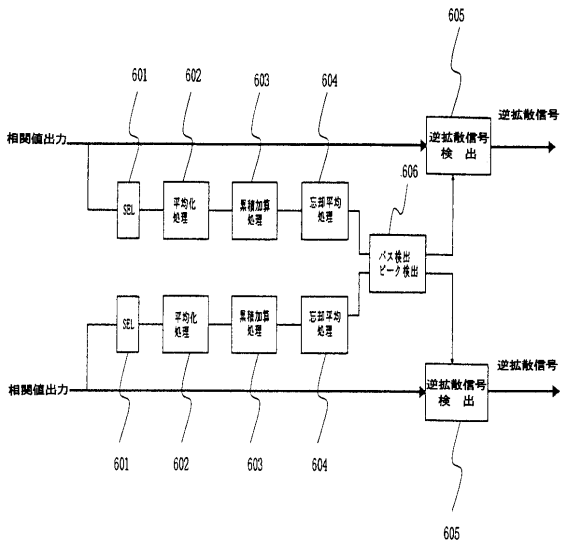 605
601
602
603
604
逆拡散信号
相関値出力
逆拡散信号
検 出
606
SEL
平均化
処理
累積加算
処理
忘却平均
処理
パス検出
ピーク検出
SEL
平均化
処理
累積加算
処理
忘却平均
処理
逆拡散信号
相関値出力
逆拡散信号
検 出
601
602
603
604
605